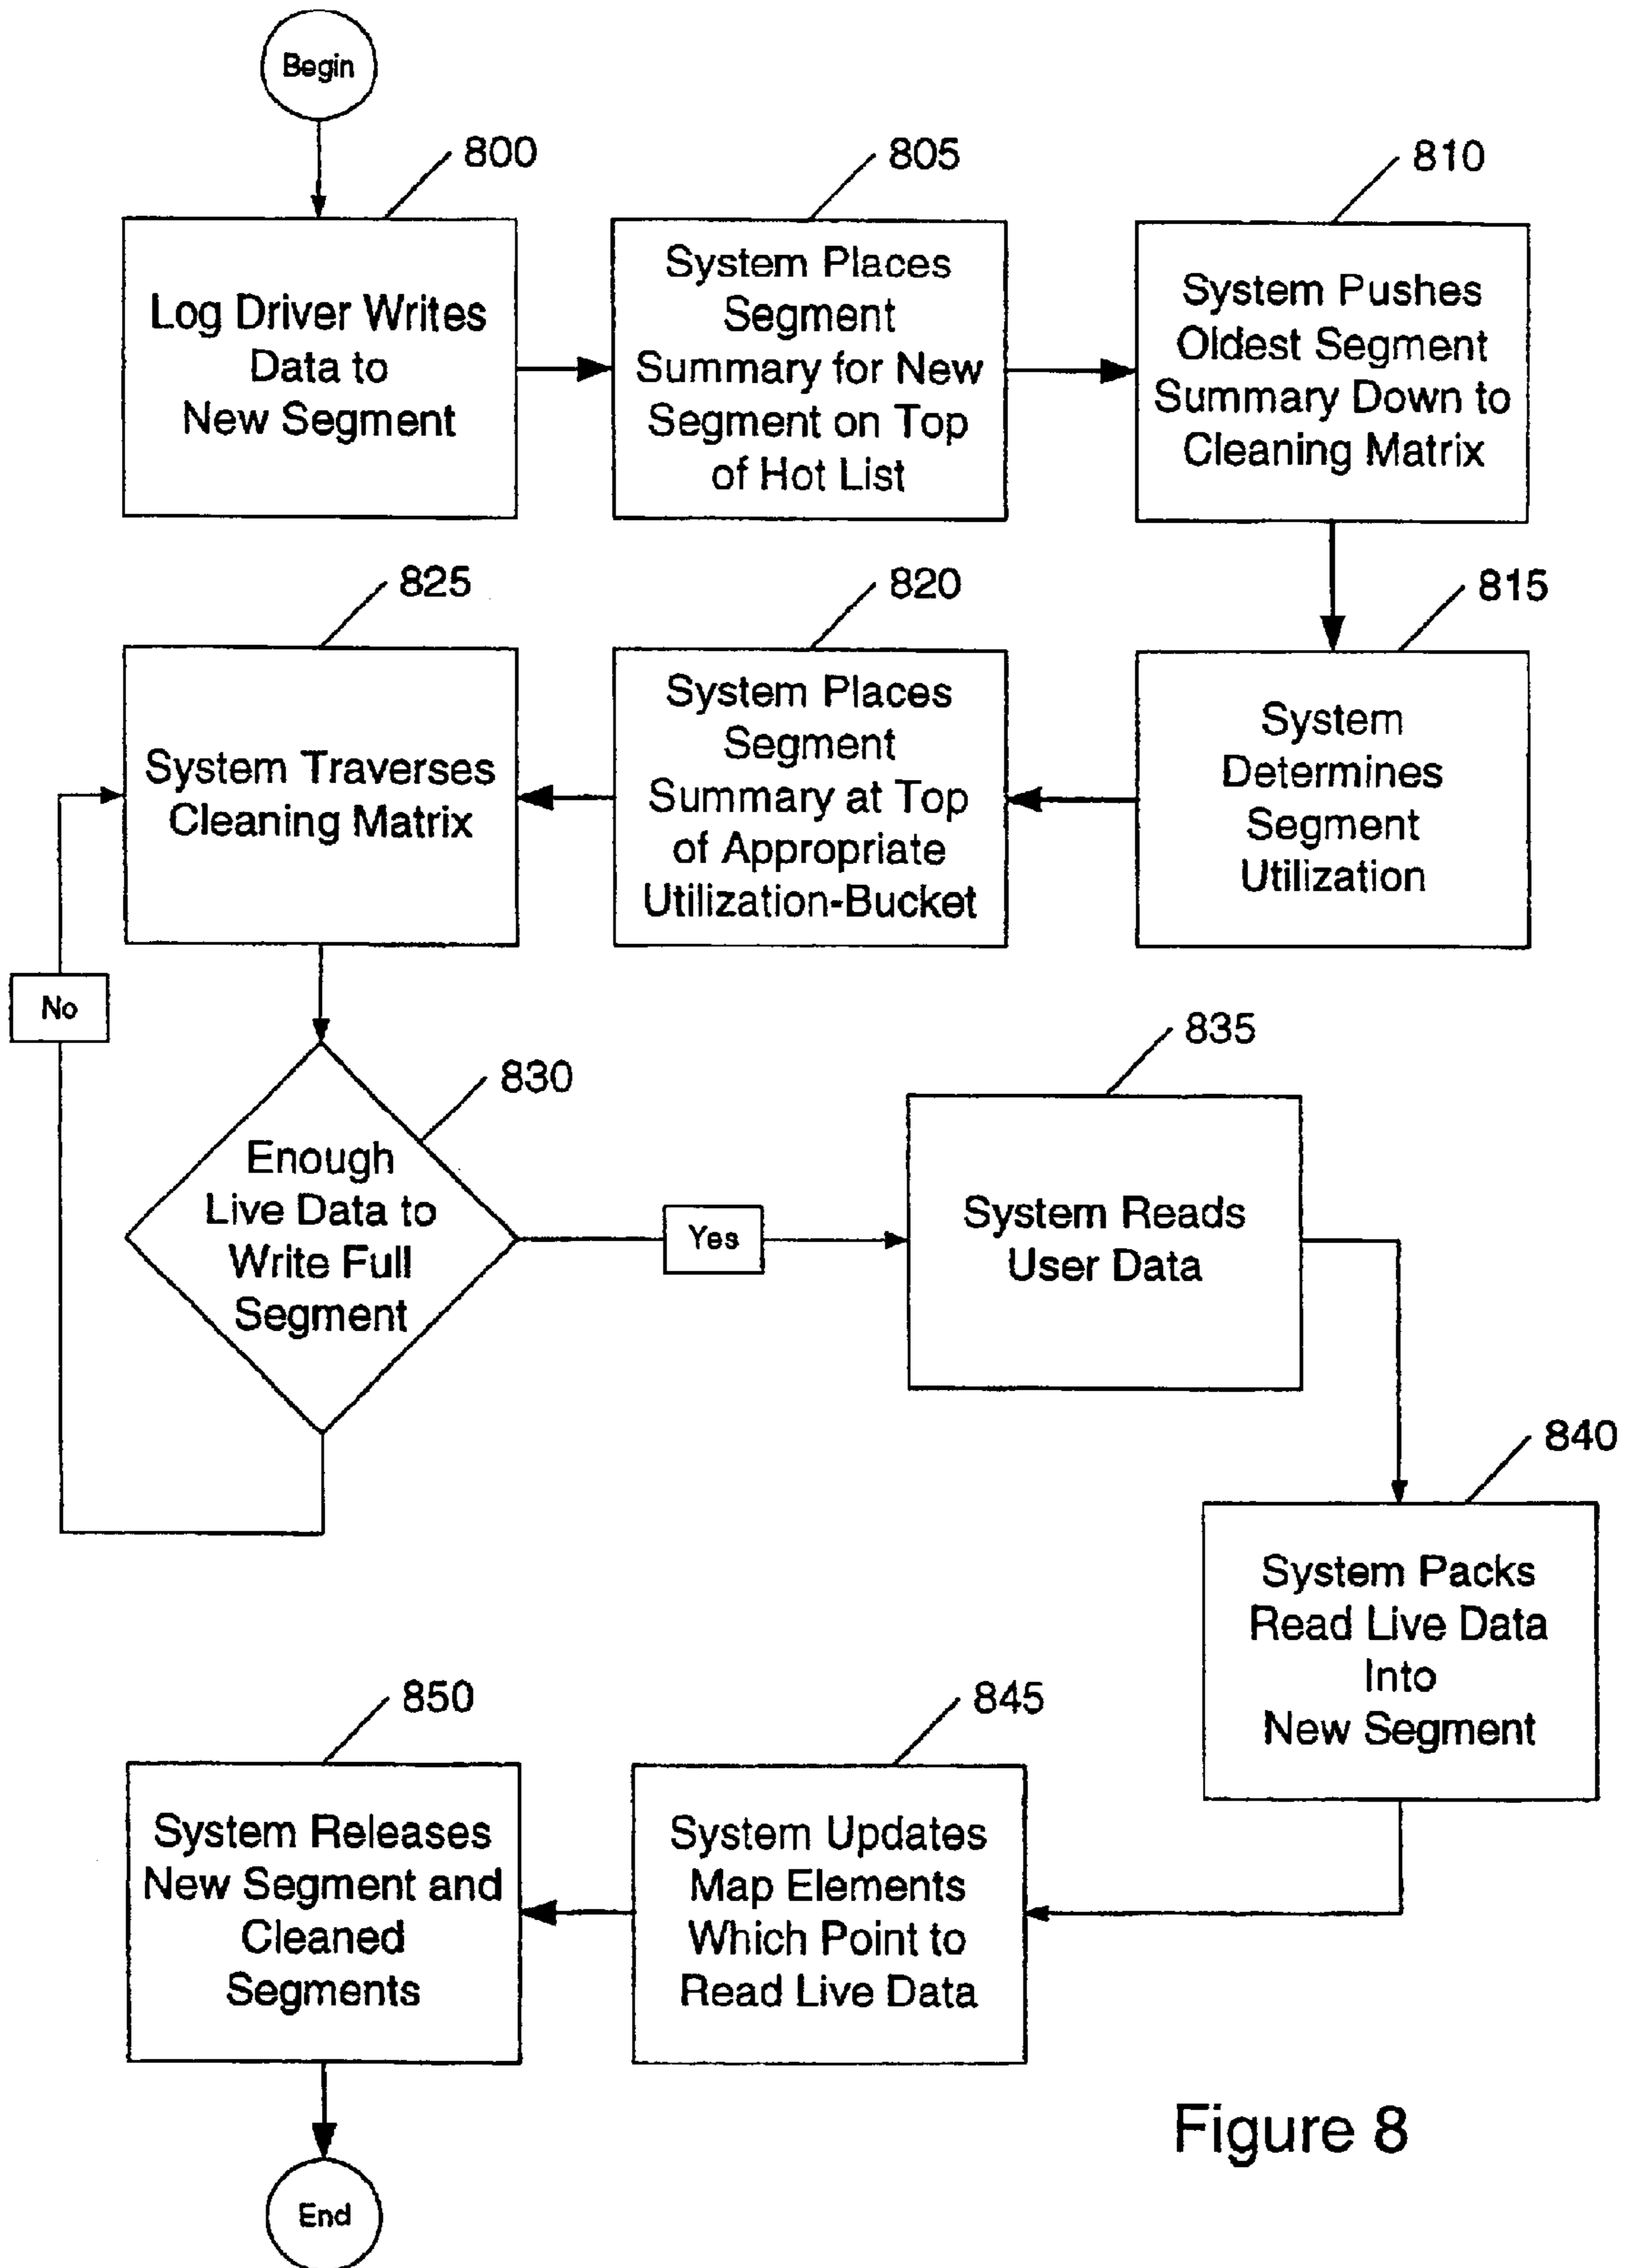 Begin
800
Log Driver Writes
Data to
New Segment
805
System Places
Segment
Summary for New
Segment on Top
of Hot List
810
System Pushes
Oldest Segment
Summary Down to
Cleaning Matrix
815
System
Determines
Segment
Utilization
820
System Places
Segment
Summary at Top
of Appropriate
Utilization-Bucket
825
System Traverses
Cleaning Matrix
No
830
Enough
Live Data to
Write Full
Segment
Yes
835
System Reads
User Data
840
System Packs
Read Live Data
Into
New Segment
845
System Updates
Map Elements
Which Point to
Read Live Data
850
System Releases
New Segment and
Cleaned
Segments
End
Figure 8